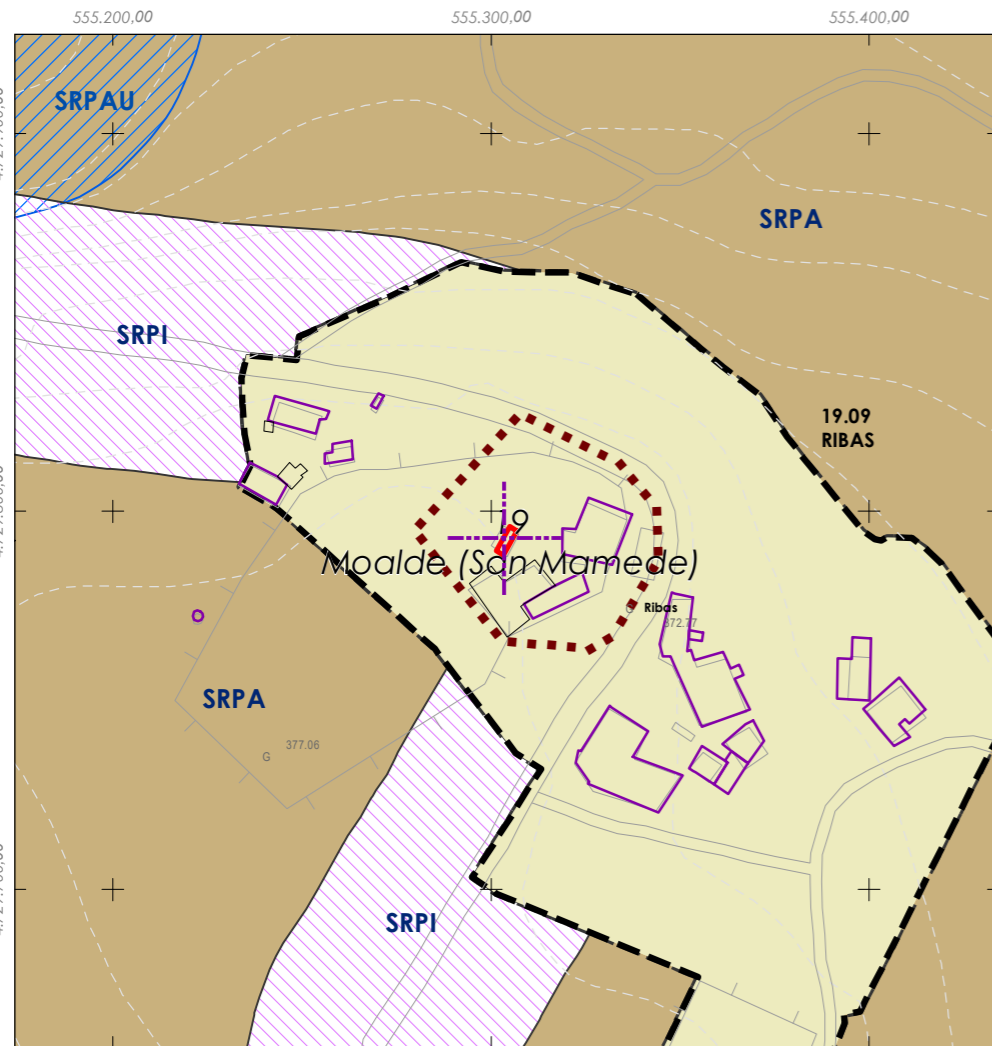 555.200,00
555.300,00
555.400,00
SRPAU
SRPA
SRPI
19.09
RIBAS
19
Moalde (San Mamede)
Ribas
372.77
G
SRPA
377.06
G
SRPI